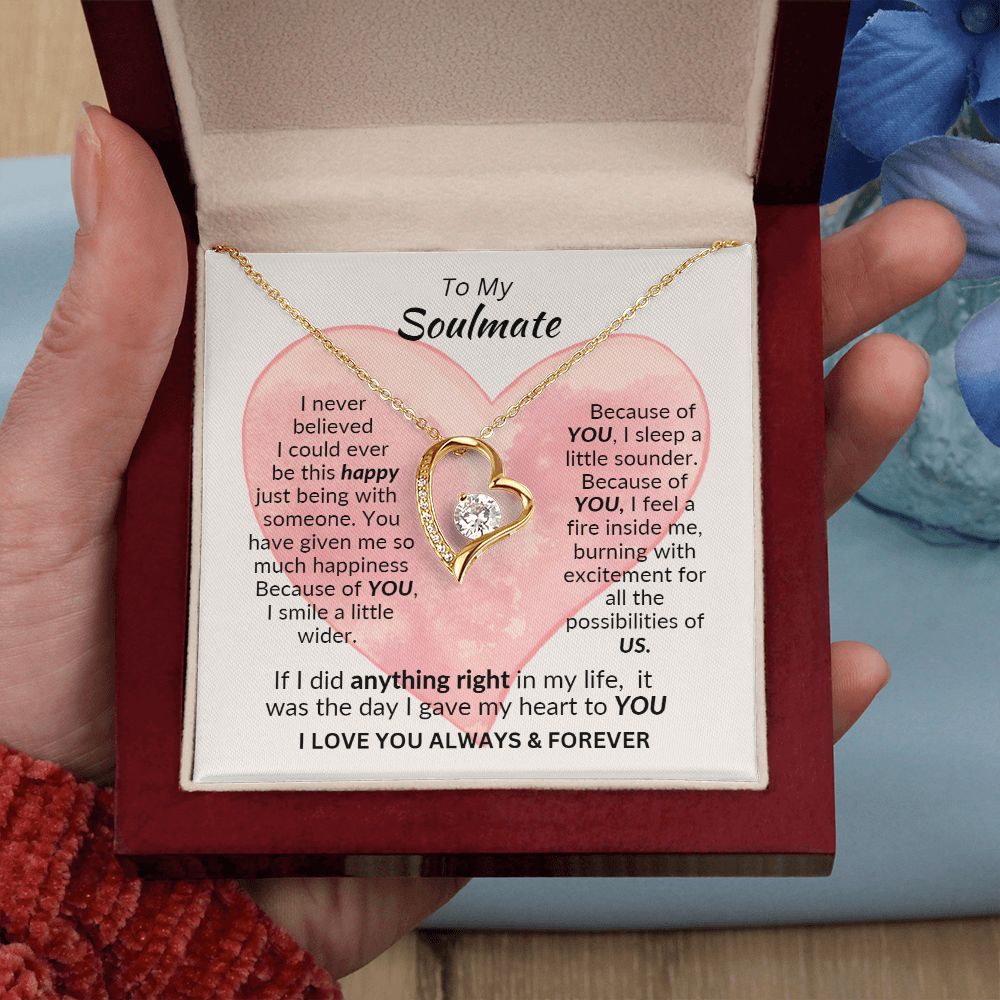 To My
Soulmate
I never
believed
I could ever
be this happy
just being with
someone. You
have given me so
much happiness
Because of YOU,
I smile a little
wider.
Because of
YOU, I sleep a
little sounder.
Because of
YOU, I feel a
fire inside me,
burning with
excitement for
all the
possibilities of
US.
If I did anything right in my life, it
was the day I gave my heart to YOU
I LOVE YOU ALWAYS & FOREVER